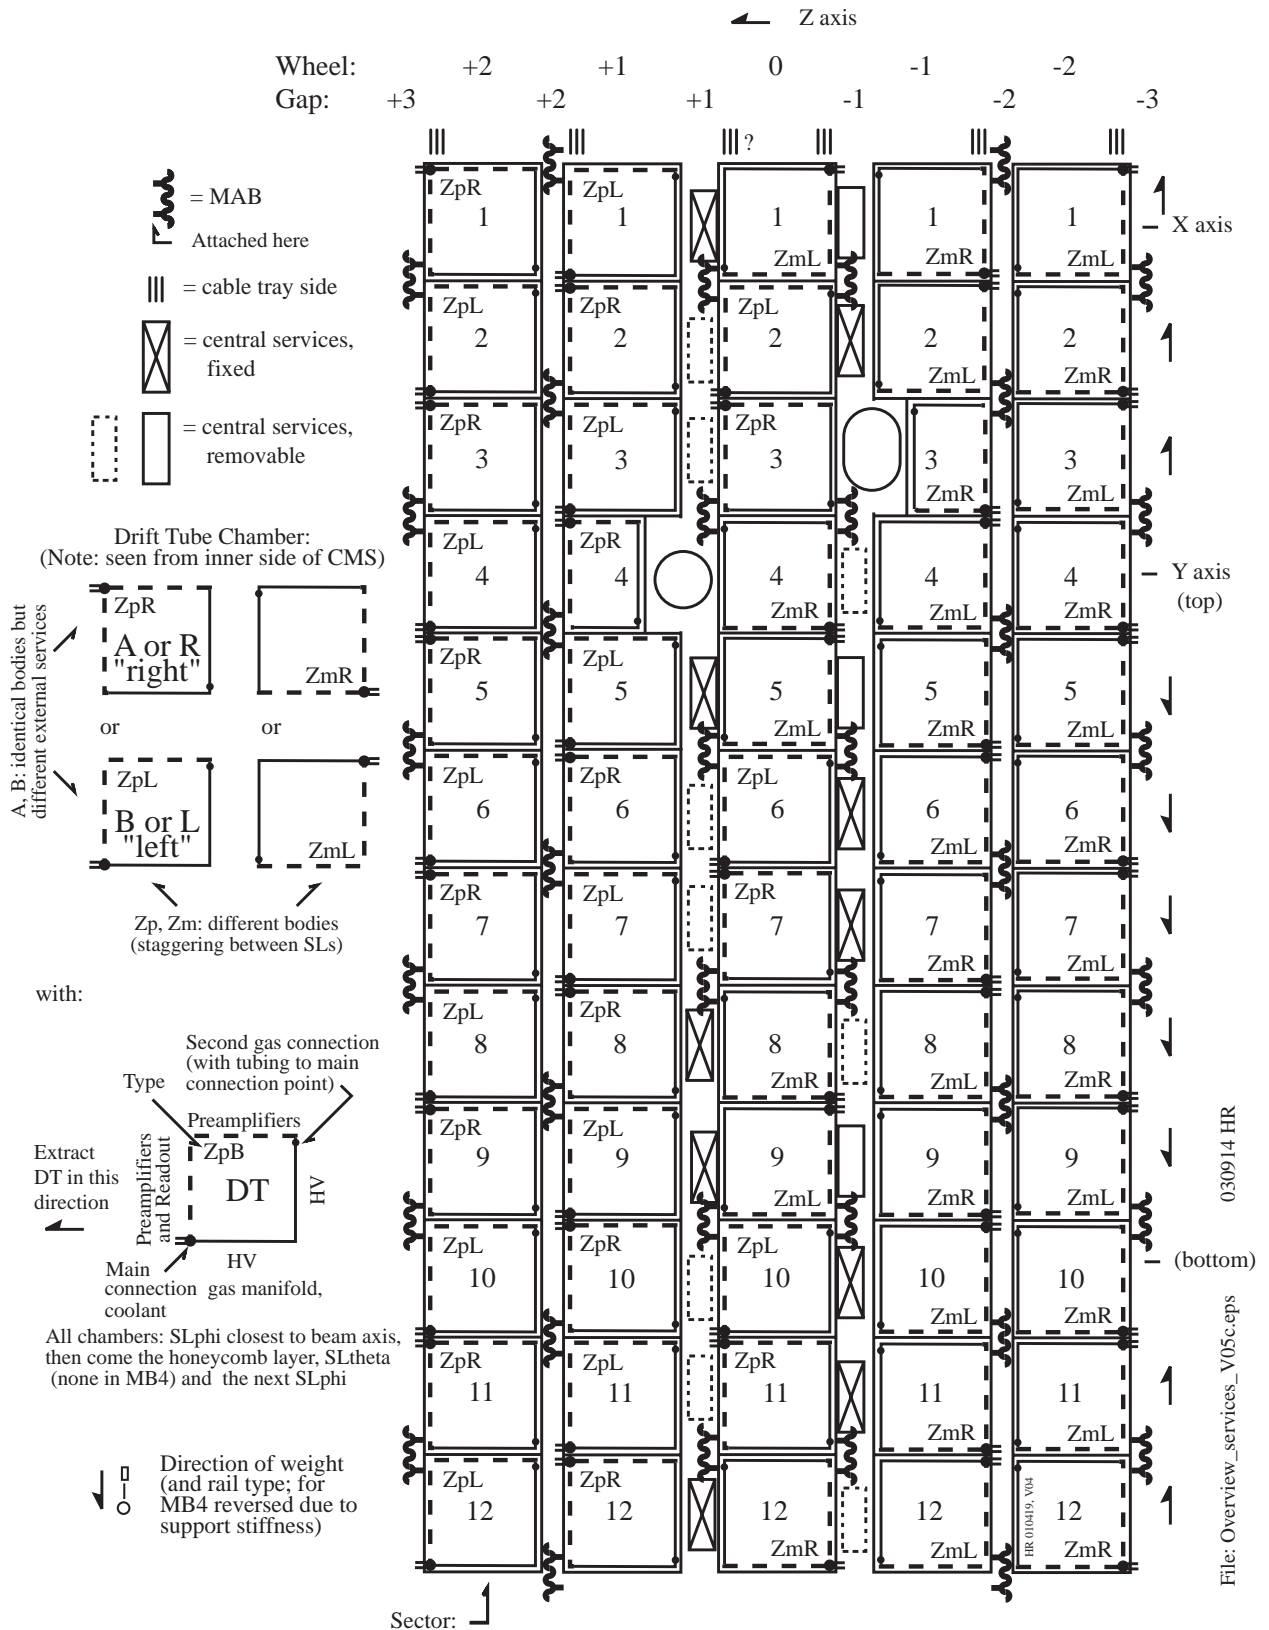 Z axis
Wheel: +2 +1 0 -1 -2
Gap: +3 +2 +1 -1 -2 -3
?
= MAB
Attached here
= cable tray side
= central services,
fixed
= central services,
removable
Drift Tube Chamber:
(Note: seen from inner side of CMS)
ZpR
A or R
"right"
ZmR
or or
ZpL
B or L
"left"
ZmL
A, B: identical bodies but
different external services
Zp, Zm: different bodies
(staggering between SLs)
with:
Second gas connection
(with tubing to main
connection point)
Type
Preamplifiers
ZpB
DT
Preamplifiers
and Readout
HV
HV
Extract
DT in this
direction
Main
connection gas manifold,
coolant
All chambers: SLphi closest to beam axis,
then come the honeycomb layer, SLtheta
(none in MB4) and the next SLphi
Direction of weight
(and rail type; for
MB4 reversed due to
support stiffness)
Sector:
ZpR ZpL
1 1 1 1 1
ZmL ZmR ZmL
ZpL ZpR ZpL
2 2 2 2 2
ZmL ZmR
ZpR ZpL ZpR
3 3 3 3 3
ZmR ZmL
ZpL ZpR
4 4 4 4 4
ZmR ZmL ZmR
ZpR ZpL
5 5 5 5 5
ZmL ZmR ZmL
ZpL ZpR ZpL
6 6 6 6 6
ZmL ZmR
ZpR ZpL ZpR
7 7 7 7 7
ZmR ZmL
ZpL ZpR
8 8 8 8 8
ZmR ZmL ZmR
ZpR ZpL
9 9 9 9 9
ZmL ZmR ZmL
ZpL ZpR ZpL
10 10 10 10 10
ZmL ZmR
ZpR ZpL ZpR
11 11 11 11 11
ZmR ZmL
ZpL ZpR
12 12 12 12 12
ZmR ZmL ZmR
HR 010419, V04
X axis
Y axis
(top)
(bottom)
030914 HR
File: Overview_services_V05c.eps